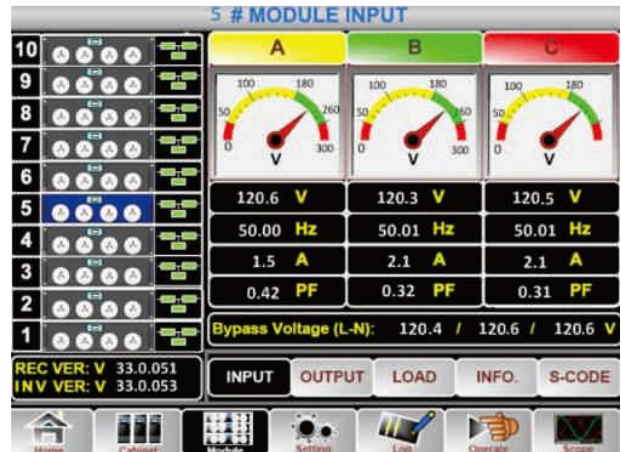 5 # MODULE INPUT
10
9
8
7
6
5
4
3
2
1
A
B
C
0 50 100 180 260 300
V
0 50 100 180 260 300
V
0 50 100 180
V
120.6 V
120.3 V
120.5 V
50.00 Hz
50.01 Hz
50.01 Hz
1.5 A
2.1 A
2.1 A
0.42 PF
0.32 PF
0.31 PF
Bypass Voltage (L-N): 120.4 / 120.6 / 120.6 V
REC VER: V 33.0.051
INV VER: V 33.0.053
INPUT
OUTPUT
LOAD
INFO.
S-CODE
Home
Cabinet
Module
Setting
Log
Operate
Scope